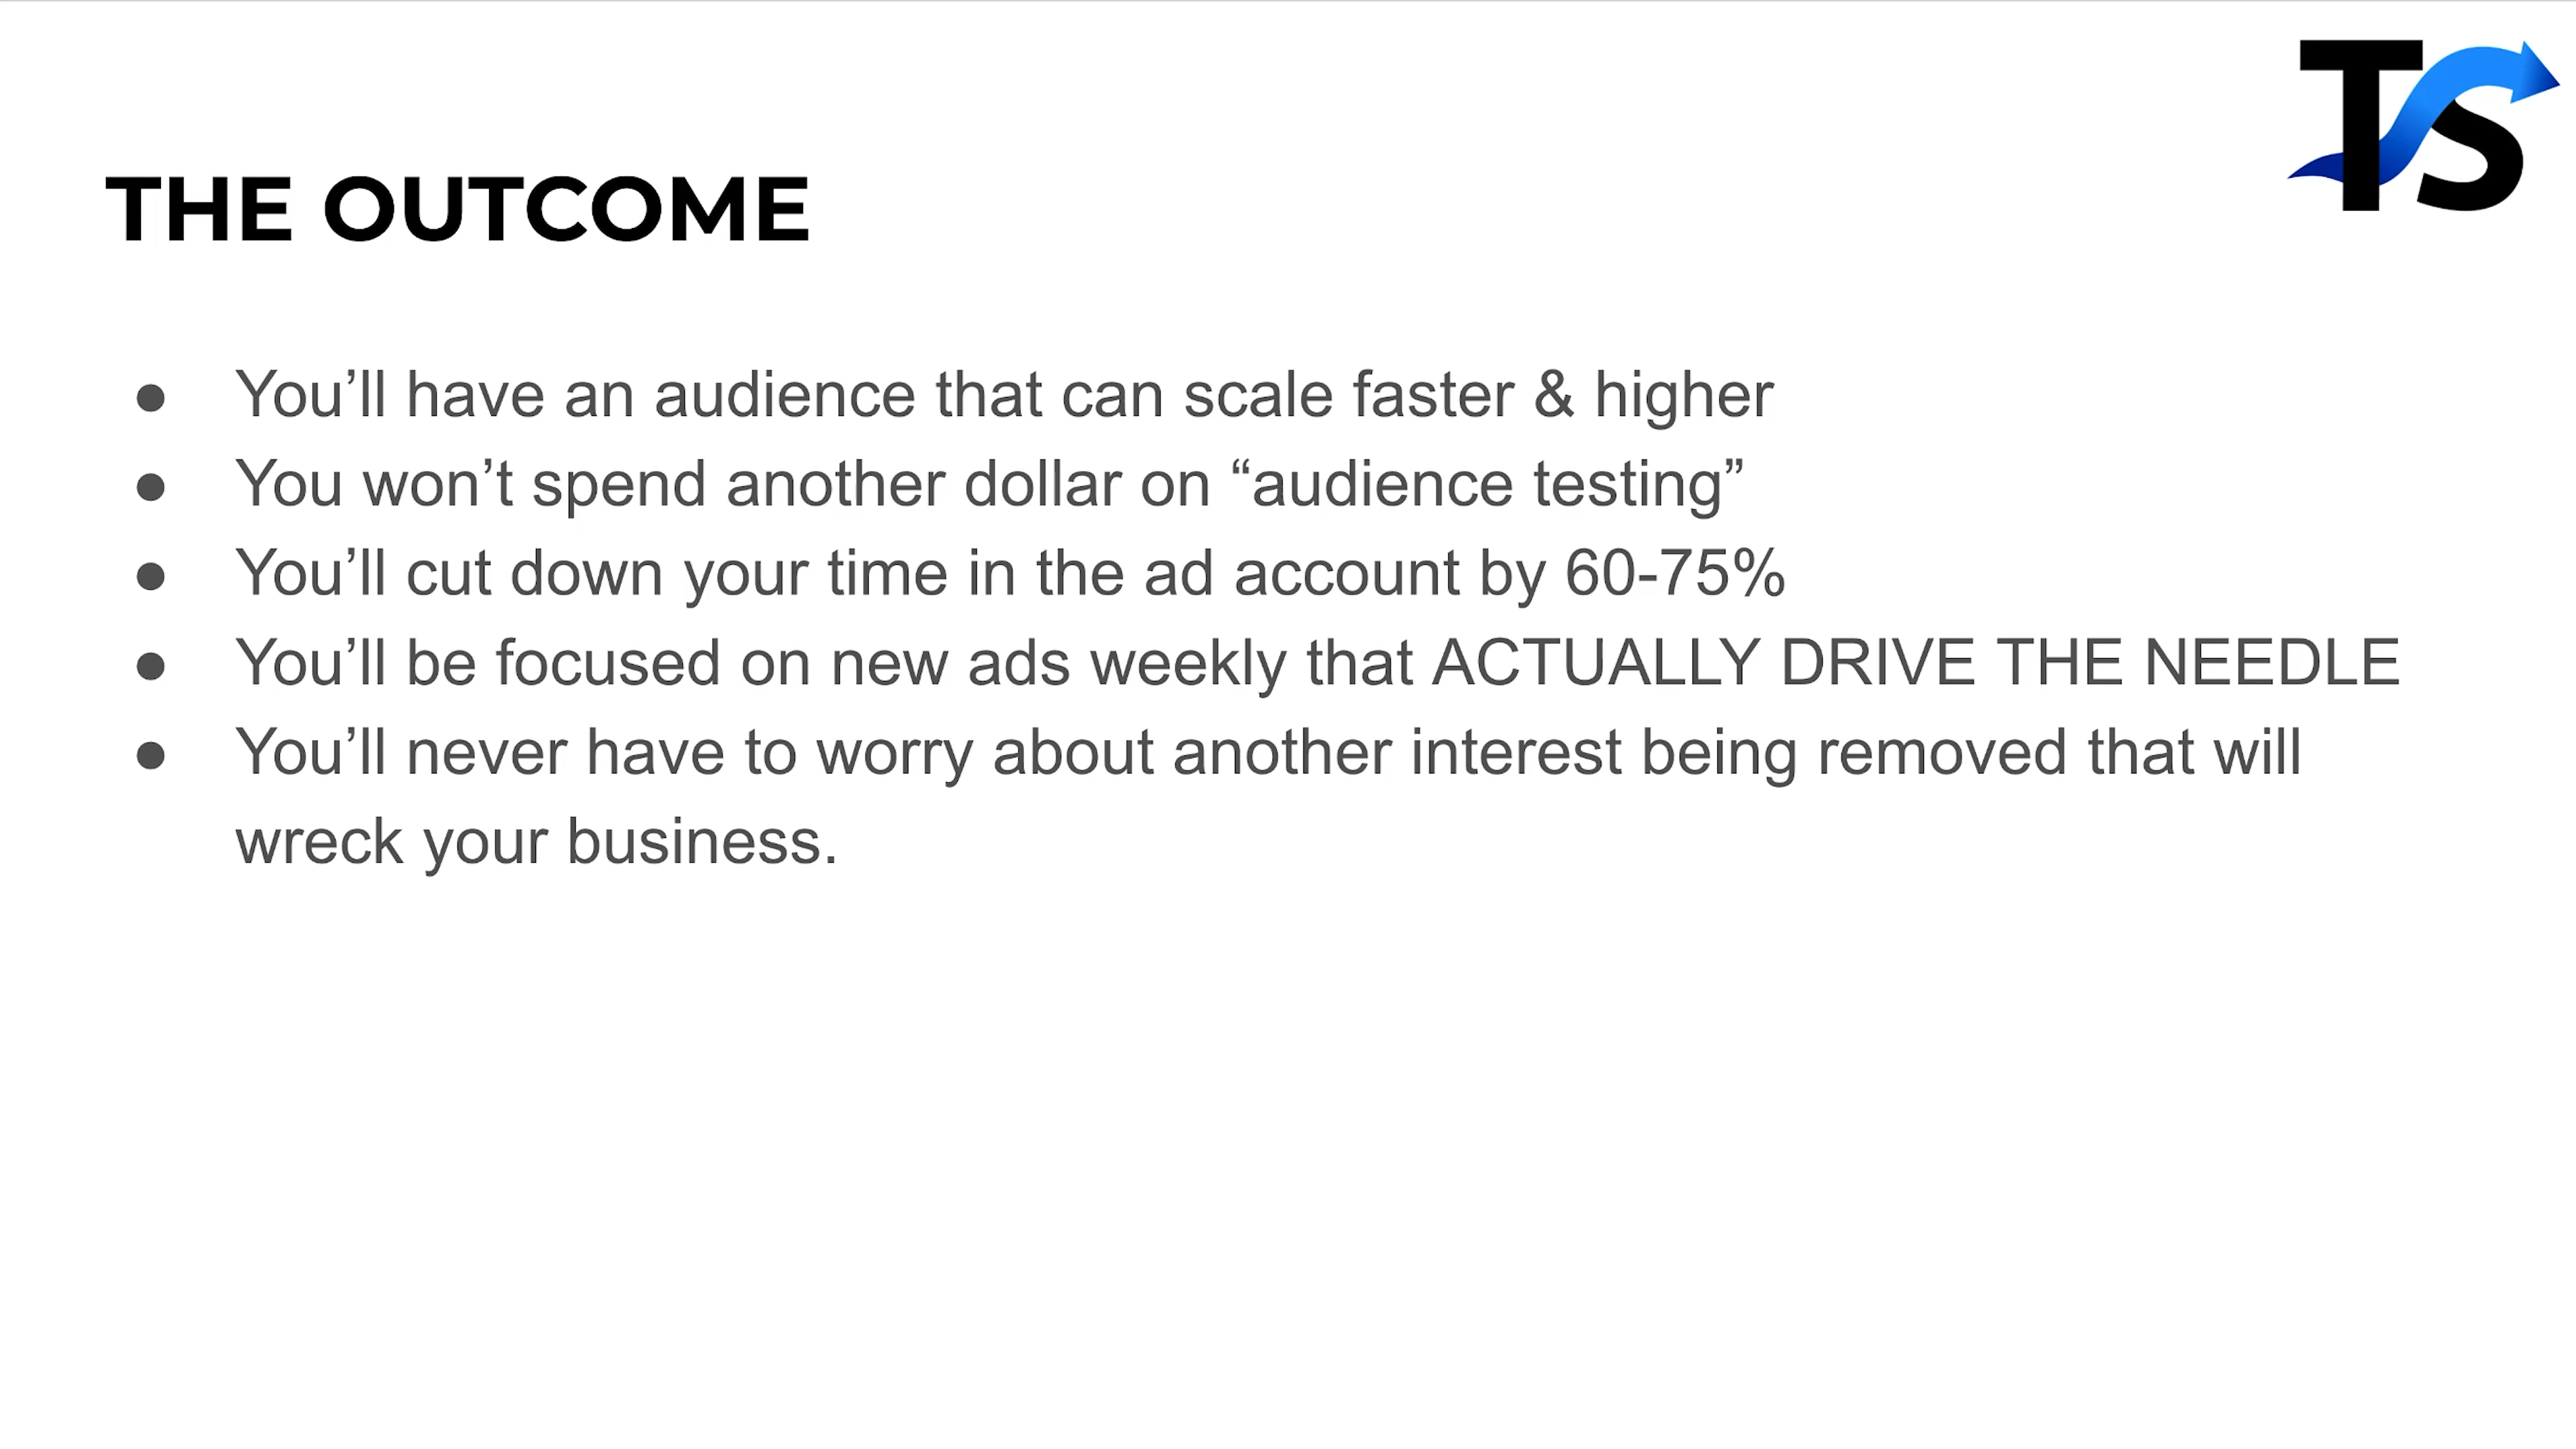 TS
THE OUTCOME
● You’ll have an audience that can scale faster & higher
● You won’t spend another dollar on “audience testing”
● You’ll cut down your time in the ad account by 60-75%
● You’ll be focused on new ads weekly that ACTUALLY DRIVE THE NEEDLE
● You’ll never have to worry about another interest being removed that will
wreck your business.